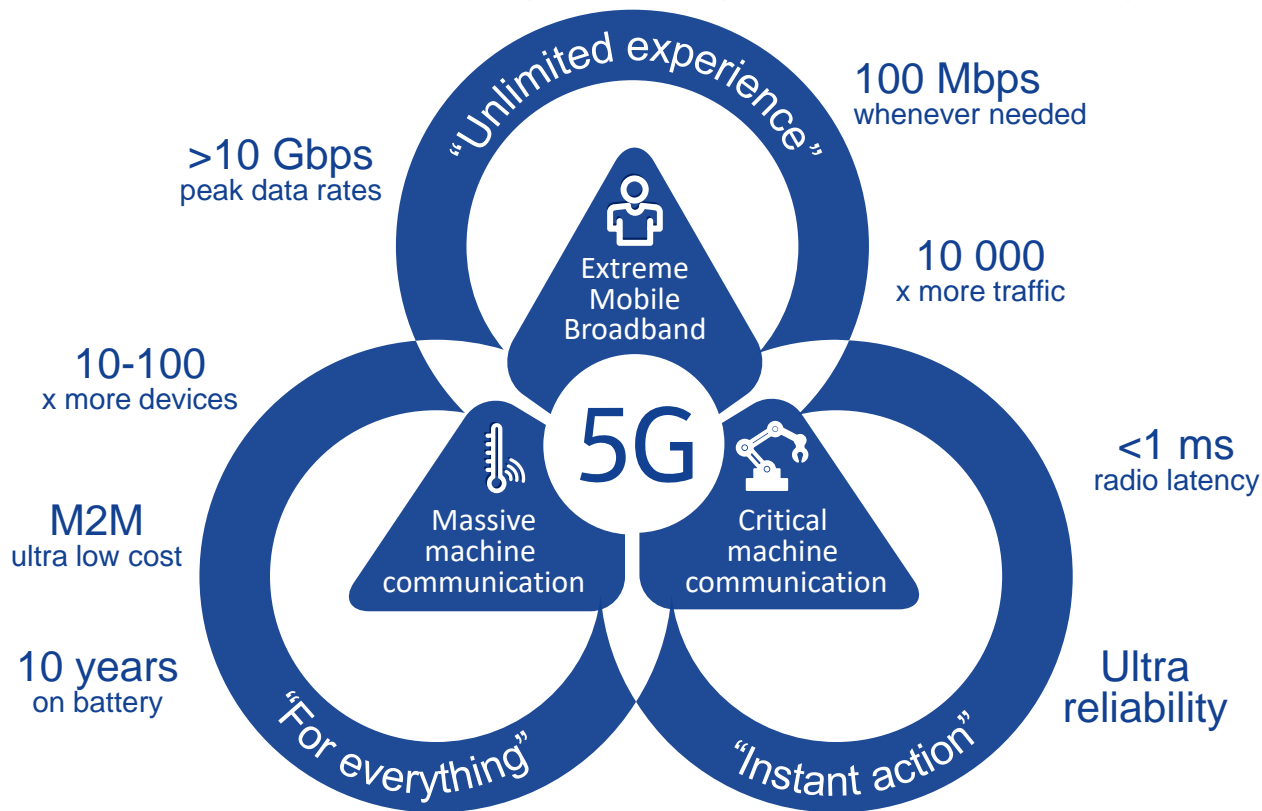 “Unlimited experience”
100 Mbps
whenever needed
>10 Gbps
peak data rates
10 000
x more traffic
Extreme
Mobile
Broadband
10-100
x more devices
5G
<1 ms
radio latency
M2M
ultra low cost
Massive
machine
communication
Critical
machine
communication
10 years
on battery
Ultra
reliability
“For everything”
“Instant action”